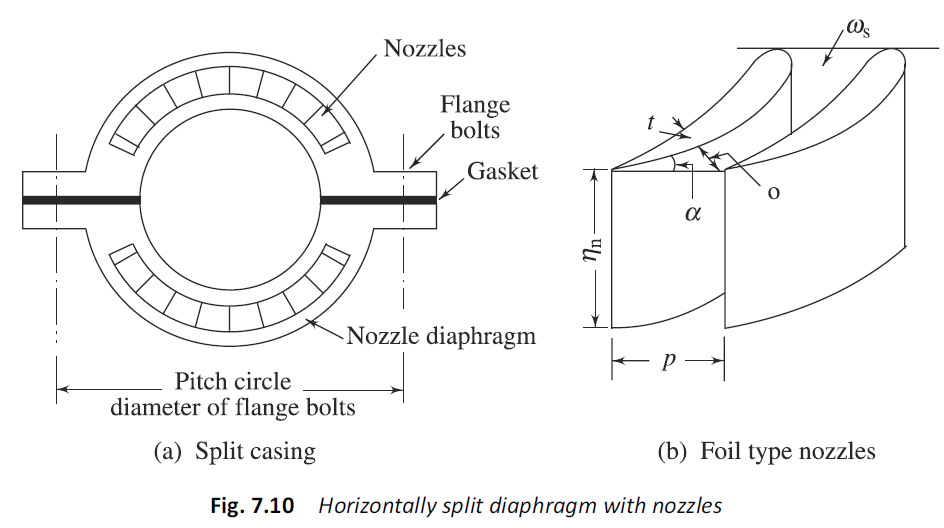 Nozzles
Flange
bolts
Gasket
Nozzle diaphragm
Pitch circle
diameter of flange bolts
(a) Split casing
ωs
t
α
o
ηn
p
(b) Foil type nozzles
Fig. 7.10 Horizontally split diaphragm with nozzles